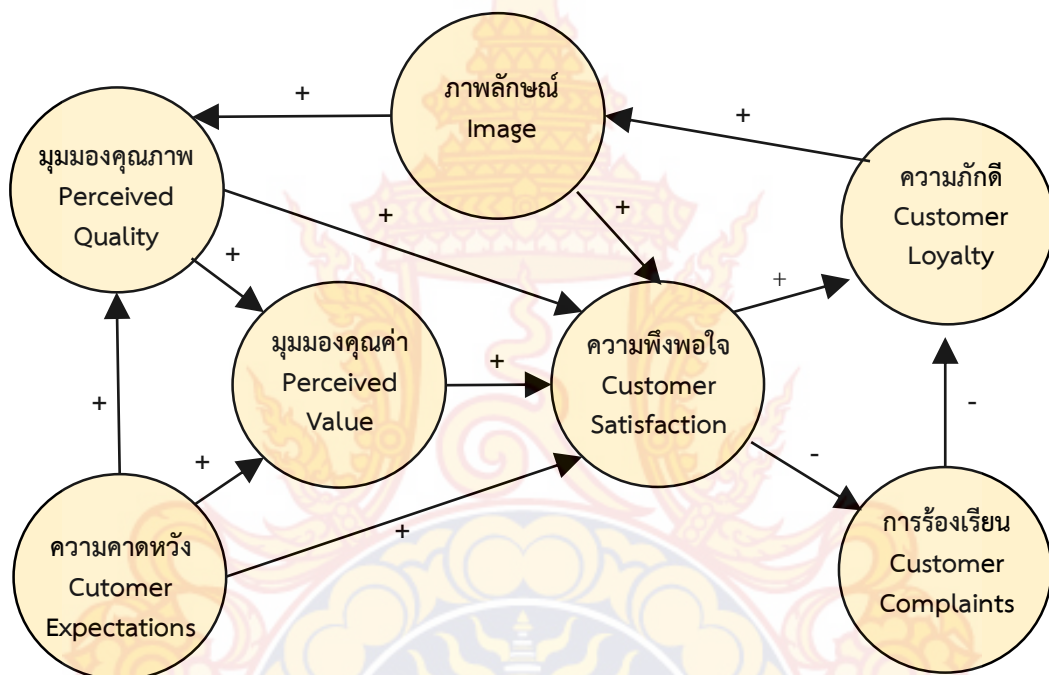 ภาพลักษณ์
Image
+
+
มุมมองคุณภาพ
Perceived
Quality
ความภักดี
Customer
Loyalty
+
+
+
+
มุมมองคุณค่า
Perceived
Value
+
ความพึงพอใจ
Customer
Satisfaction
+
+
-
-
ความคาดหวัง
Cutomer
Expectations
+
การร้องเรียน
Customer
Complaints